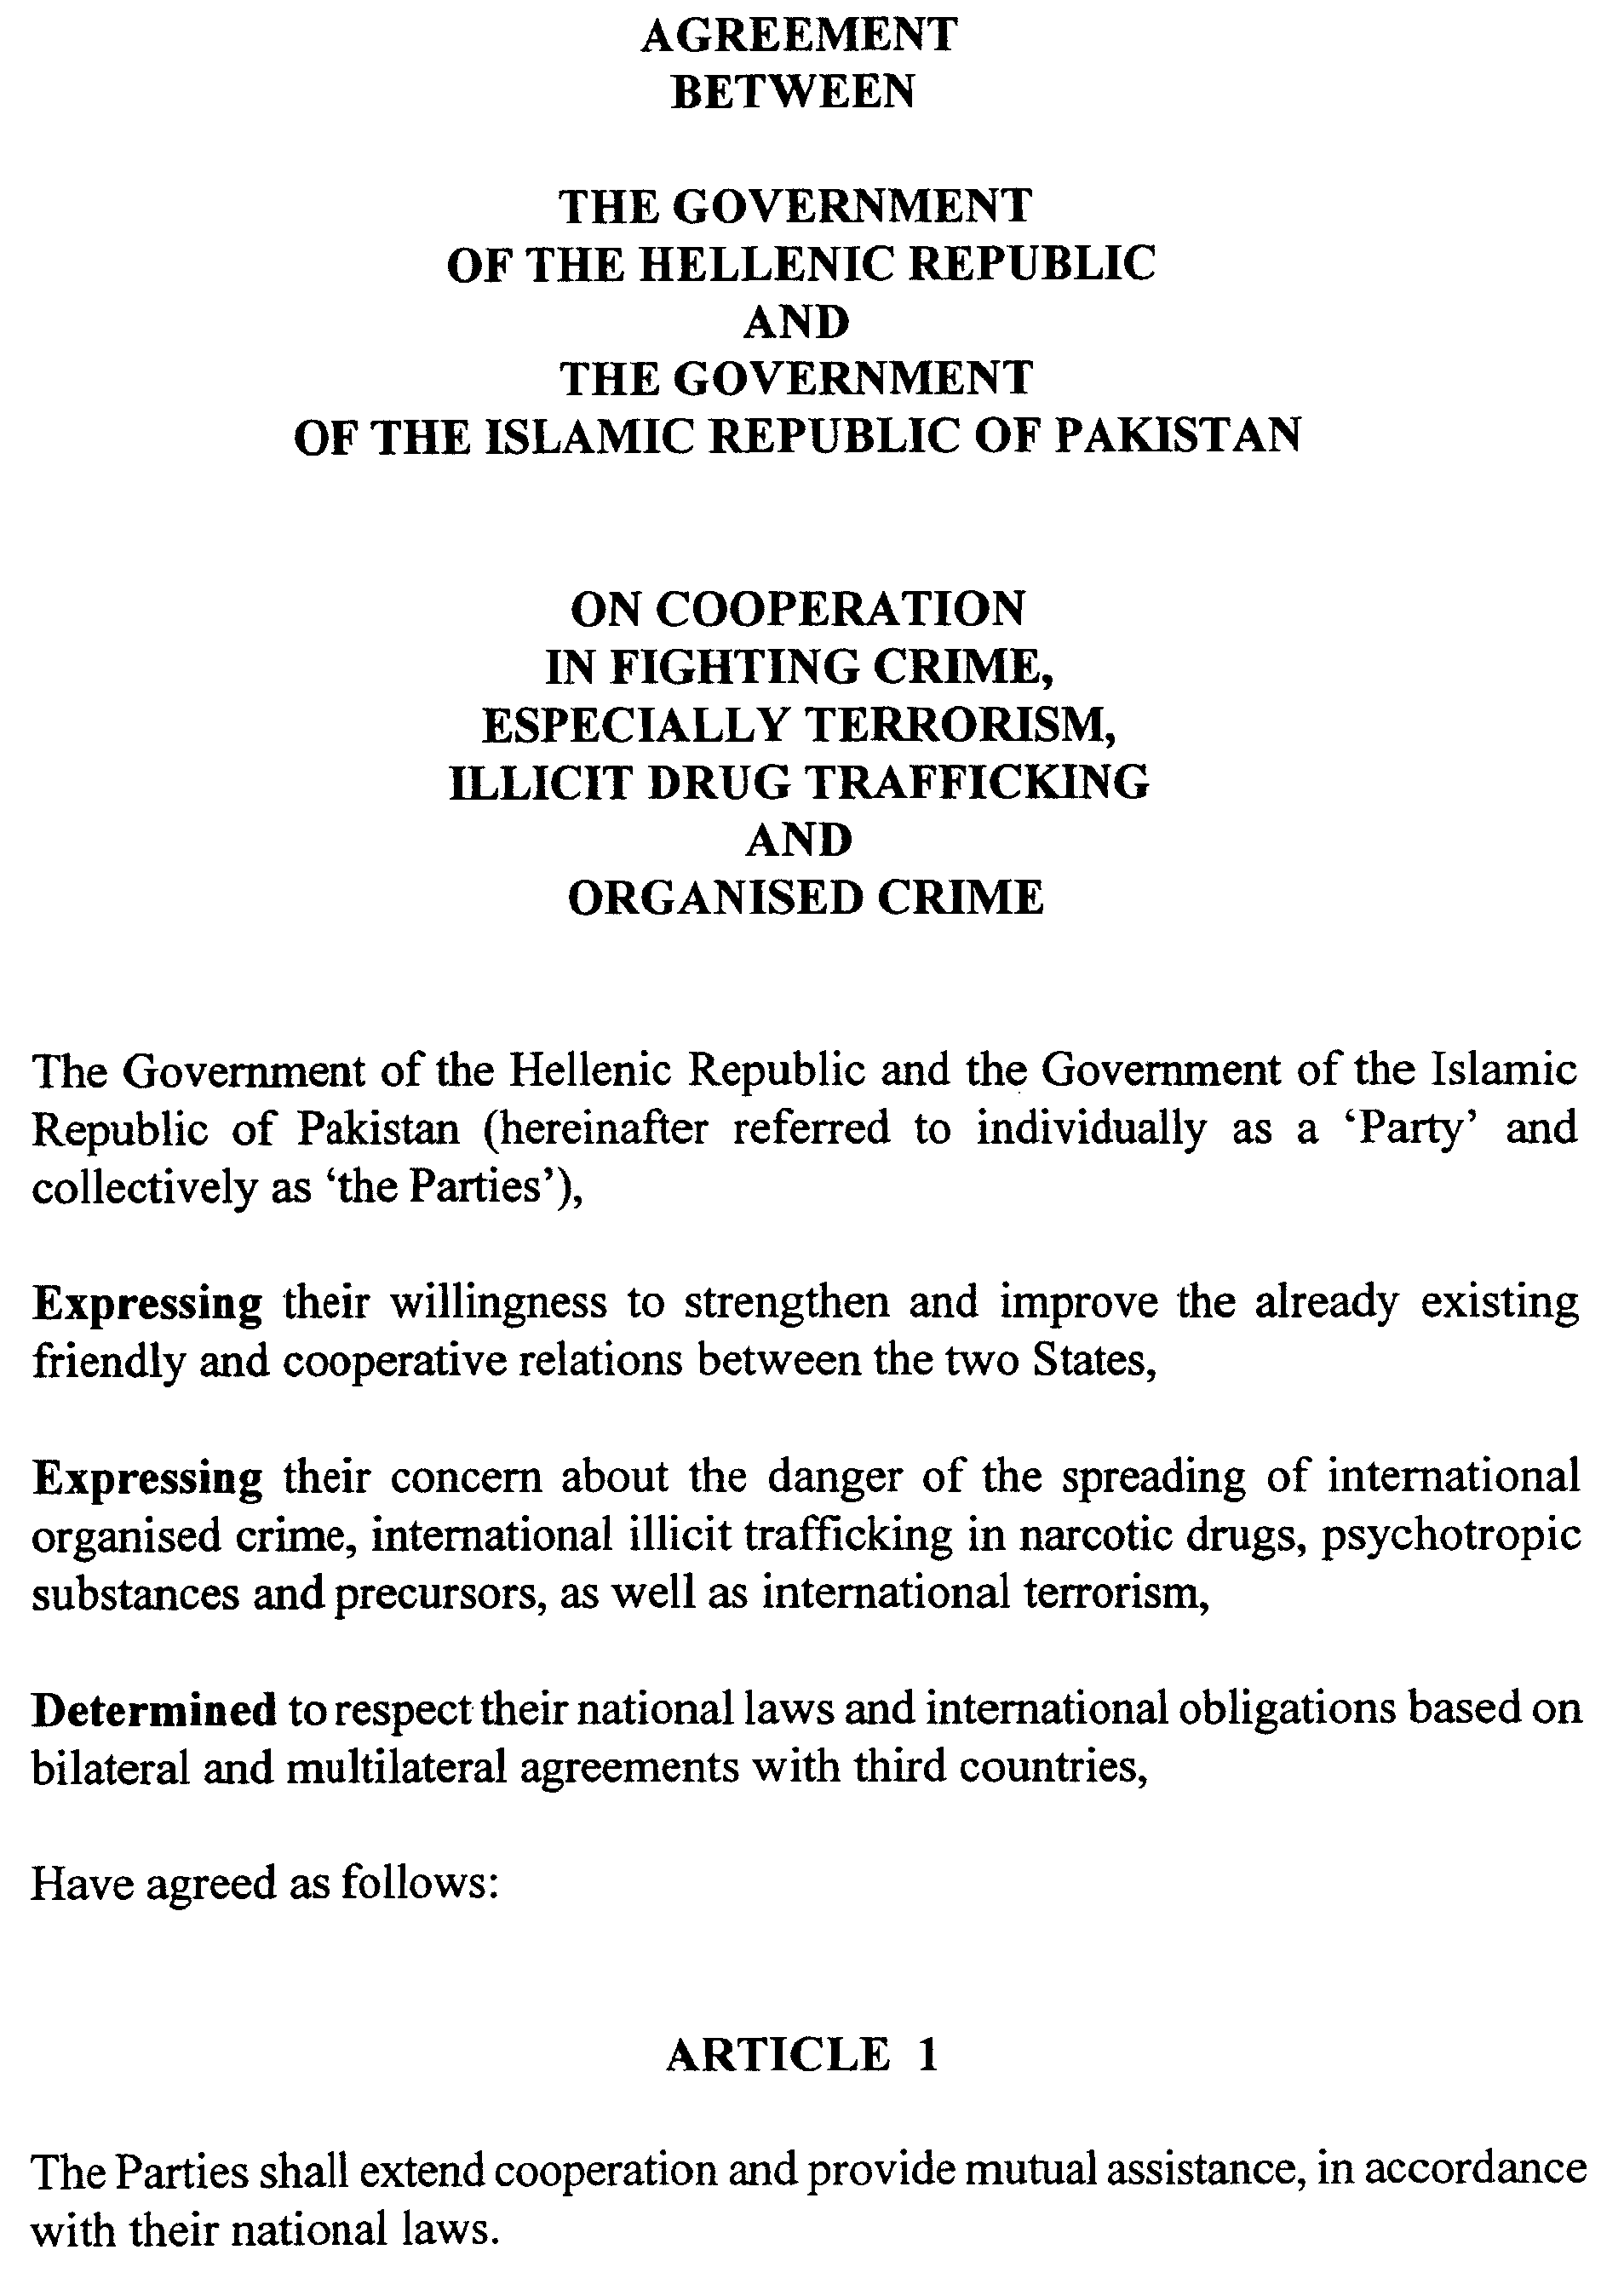 AGREEMENT
BETWEEN
THE GOVERNMENT
OF THE HELLENIC REPUBLIC
AND
THE GOVERNMENT
OF THE ISLAMIC REPUBLIC OF PAKISTAN
ON COOPERATION
IN FIGHTING CRIME,
ESPECIALLY TERRORISM,
ILLICIT DRUG TRAFFICKING
AND
ORGANISED CRIME
The Government of the Hellenic Republic and the Government of the Islamic
Republic of Pakistan (hereinafter referred to individually as a ‘Party’ and
collectively as ‘the Parties’),
Expressing their willingness to strengthen and improve the already existing
friendly and cooperative relations between the two States,
Expressing their concern about the danger of the spreading of international
organised crime, international illicit trafficking in narcotic drugs, psychotropic
substances and precursors, as well as international terrorism,
Determined to respect their national laws and international obligations based on
bilateral and multilateral agreements with third countries,
Have agreed as follows:
ARTICLE 1
The Parties shall extend cooperation and provide mutual assistance, in accordance
with their national laws.